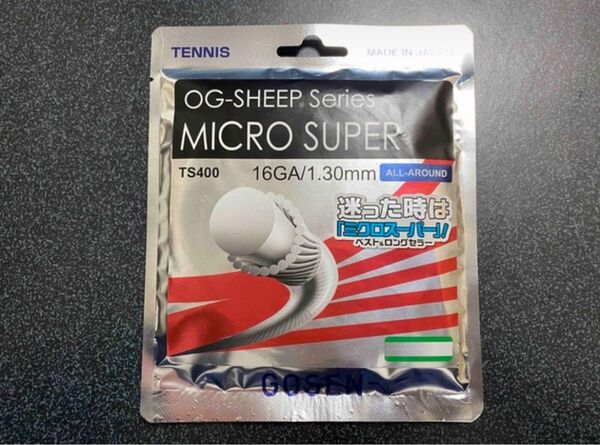 TENNIS
MADE IN JAPAN
OG-SHEEP Series
MICRO SUPER
TS400
16GA/1.30mm
ALL-AROUND
迷った時は
「ミクロスーパー」!
ベスト&ロングセラー
GOSEN